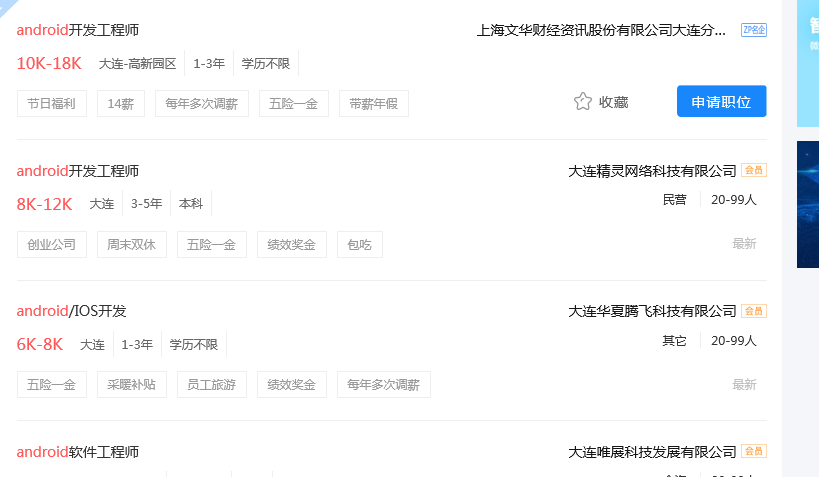 android开发工程师
上海文华财经资讯股份有限公司大连分... ZP名企
10K-18K 大连-高新园区 1-3年 学历不限
节日福利 14薪 每年多次调薪 五险一金 带薪年假 收藏 申请职位
android开发工程师
大连精灵网络科技有限公司 会员
8K-12K 大连 3-5年 本科
民营 20-99人
创业公司 周末双休 五险一金 绩效奖金 包吃 最新
android/IOS开发
大连华夏腾飞科技有限公司 会员
6K-8K 大连 1-3年 学历不限
其它 20-99人
五险一金 采暖补贴 员工旅游 绩效奖金 每年多次调薪 最新
android软件工程师
大连唯展科技发展有限公司 会员